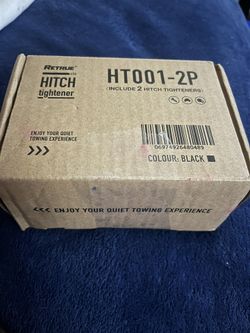 RETRUE
HITCH
tightener
HT001-2P
(INCLUDE 2 HITCH TIGHTENERS)
ENJOY YOUR QUIET
TOWING EXPERIENCE
06974926480489
COLOUR: BLACK
<<< ENJOY YOUR QUIET TOWING EXPERIENCE